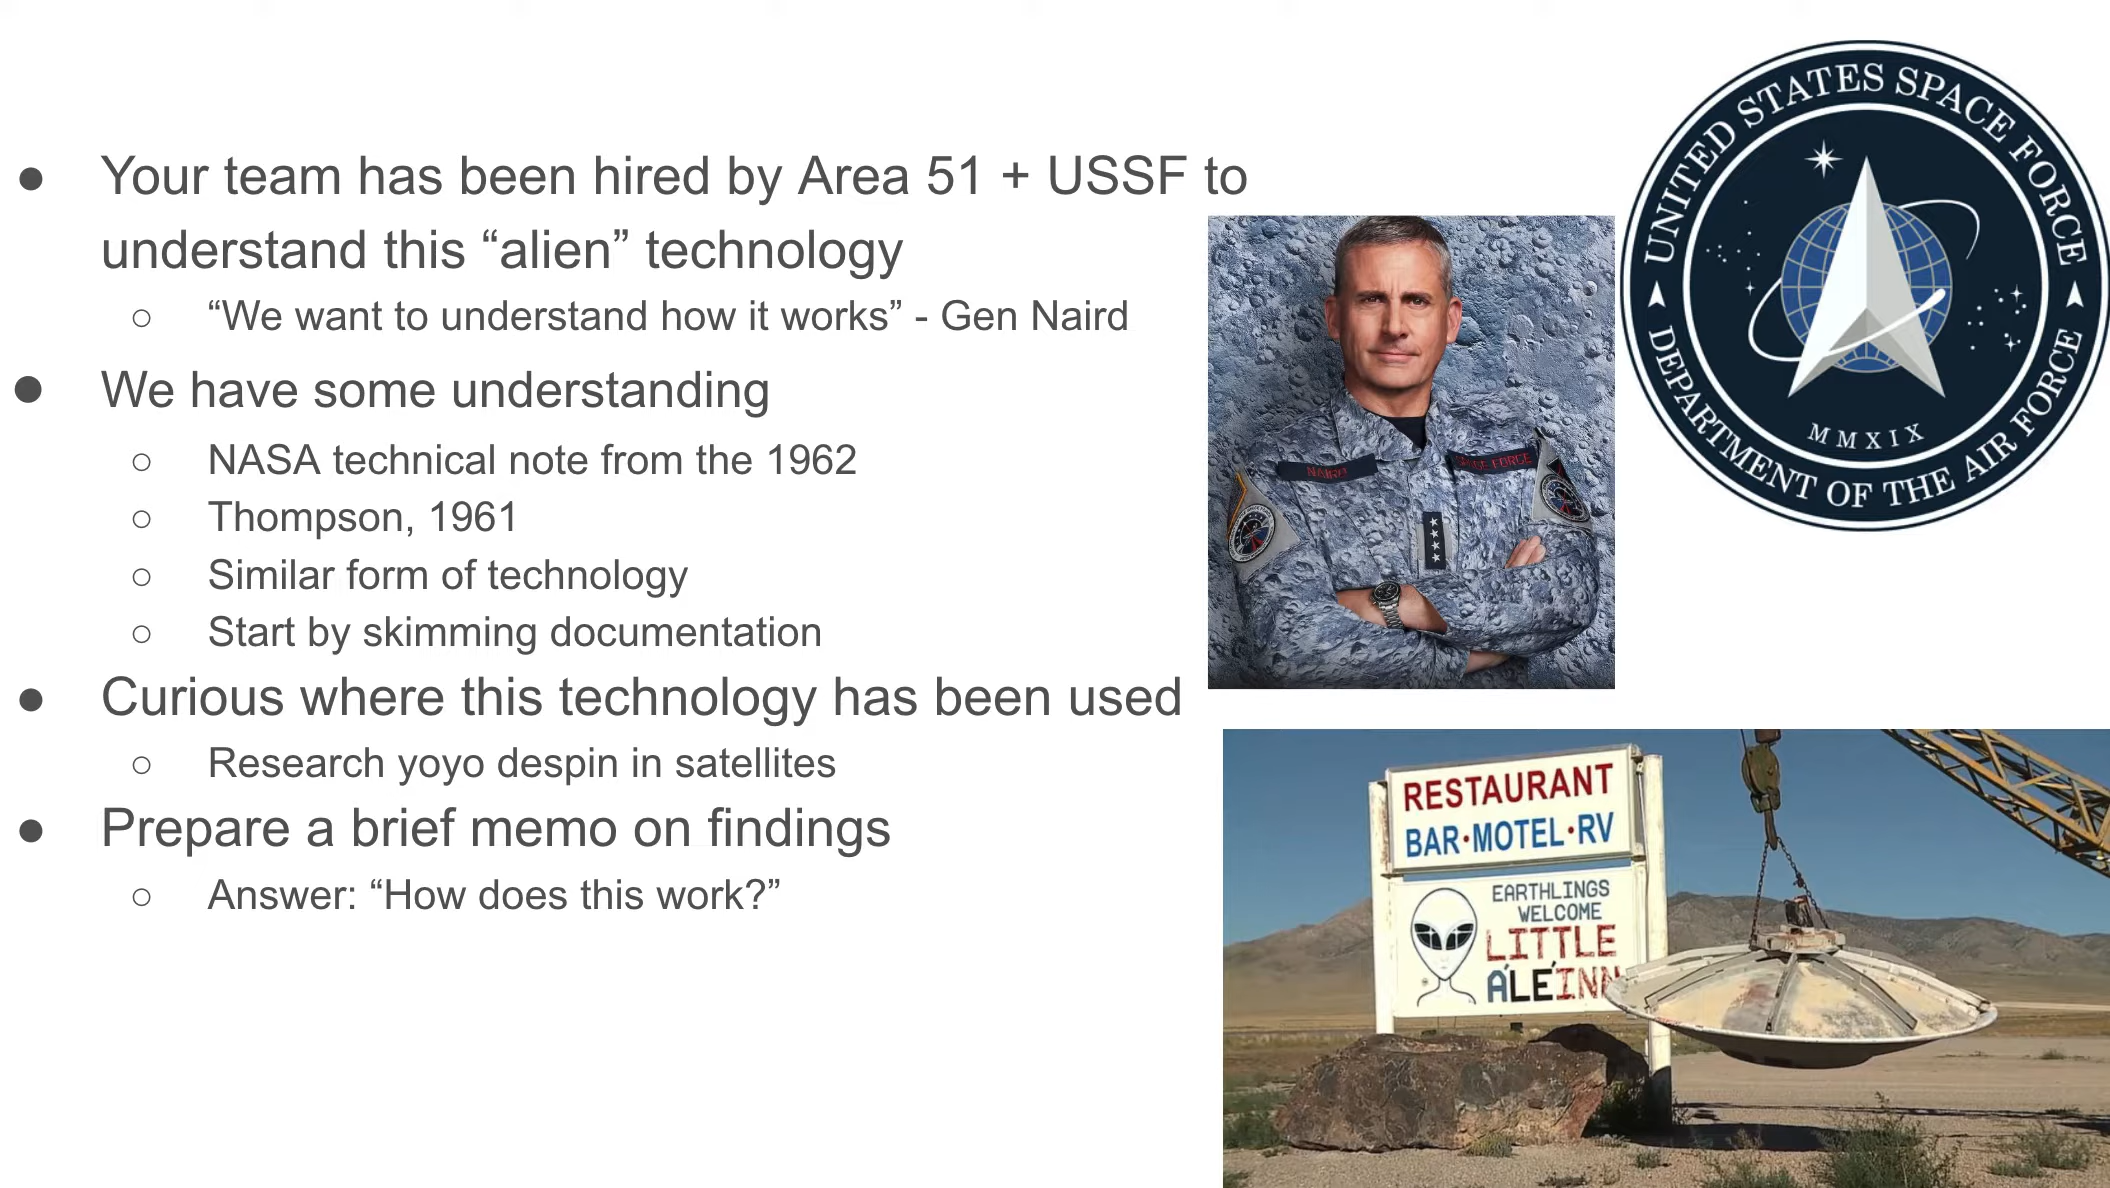 ● Your team has been hired by Area 51 + USSF to
understand this “alien” technology
○ “We want to understand how it works” - Gen Naird
● We have some understanding
○ NASA technical note from the 1962
○ Thompson, 1961
○ Similar form of technology
○ Start by skimming documentation
● Curious where this technology has been used
○ Research yoyo despin in satellites
● Prepare a brief memo on findings
○ Answer: “How does this work?”
UNITED STATES SPACE FORCE
DEPARTMENT OF THE AIR FORCE
MMXIX
NAIRD
SPACE FORCE
RESTAURANT
BAR·MOTEL·RV
EARTHLINGS
WELCOME
LITTLE
A'LE'INN